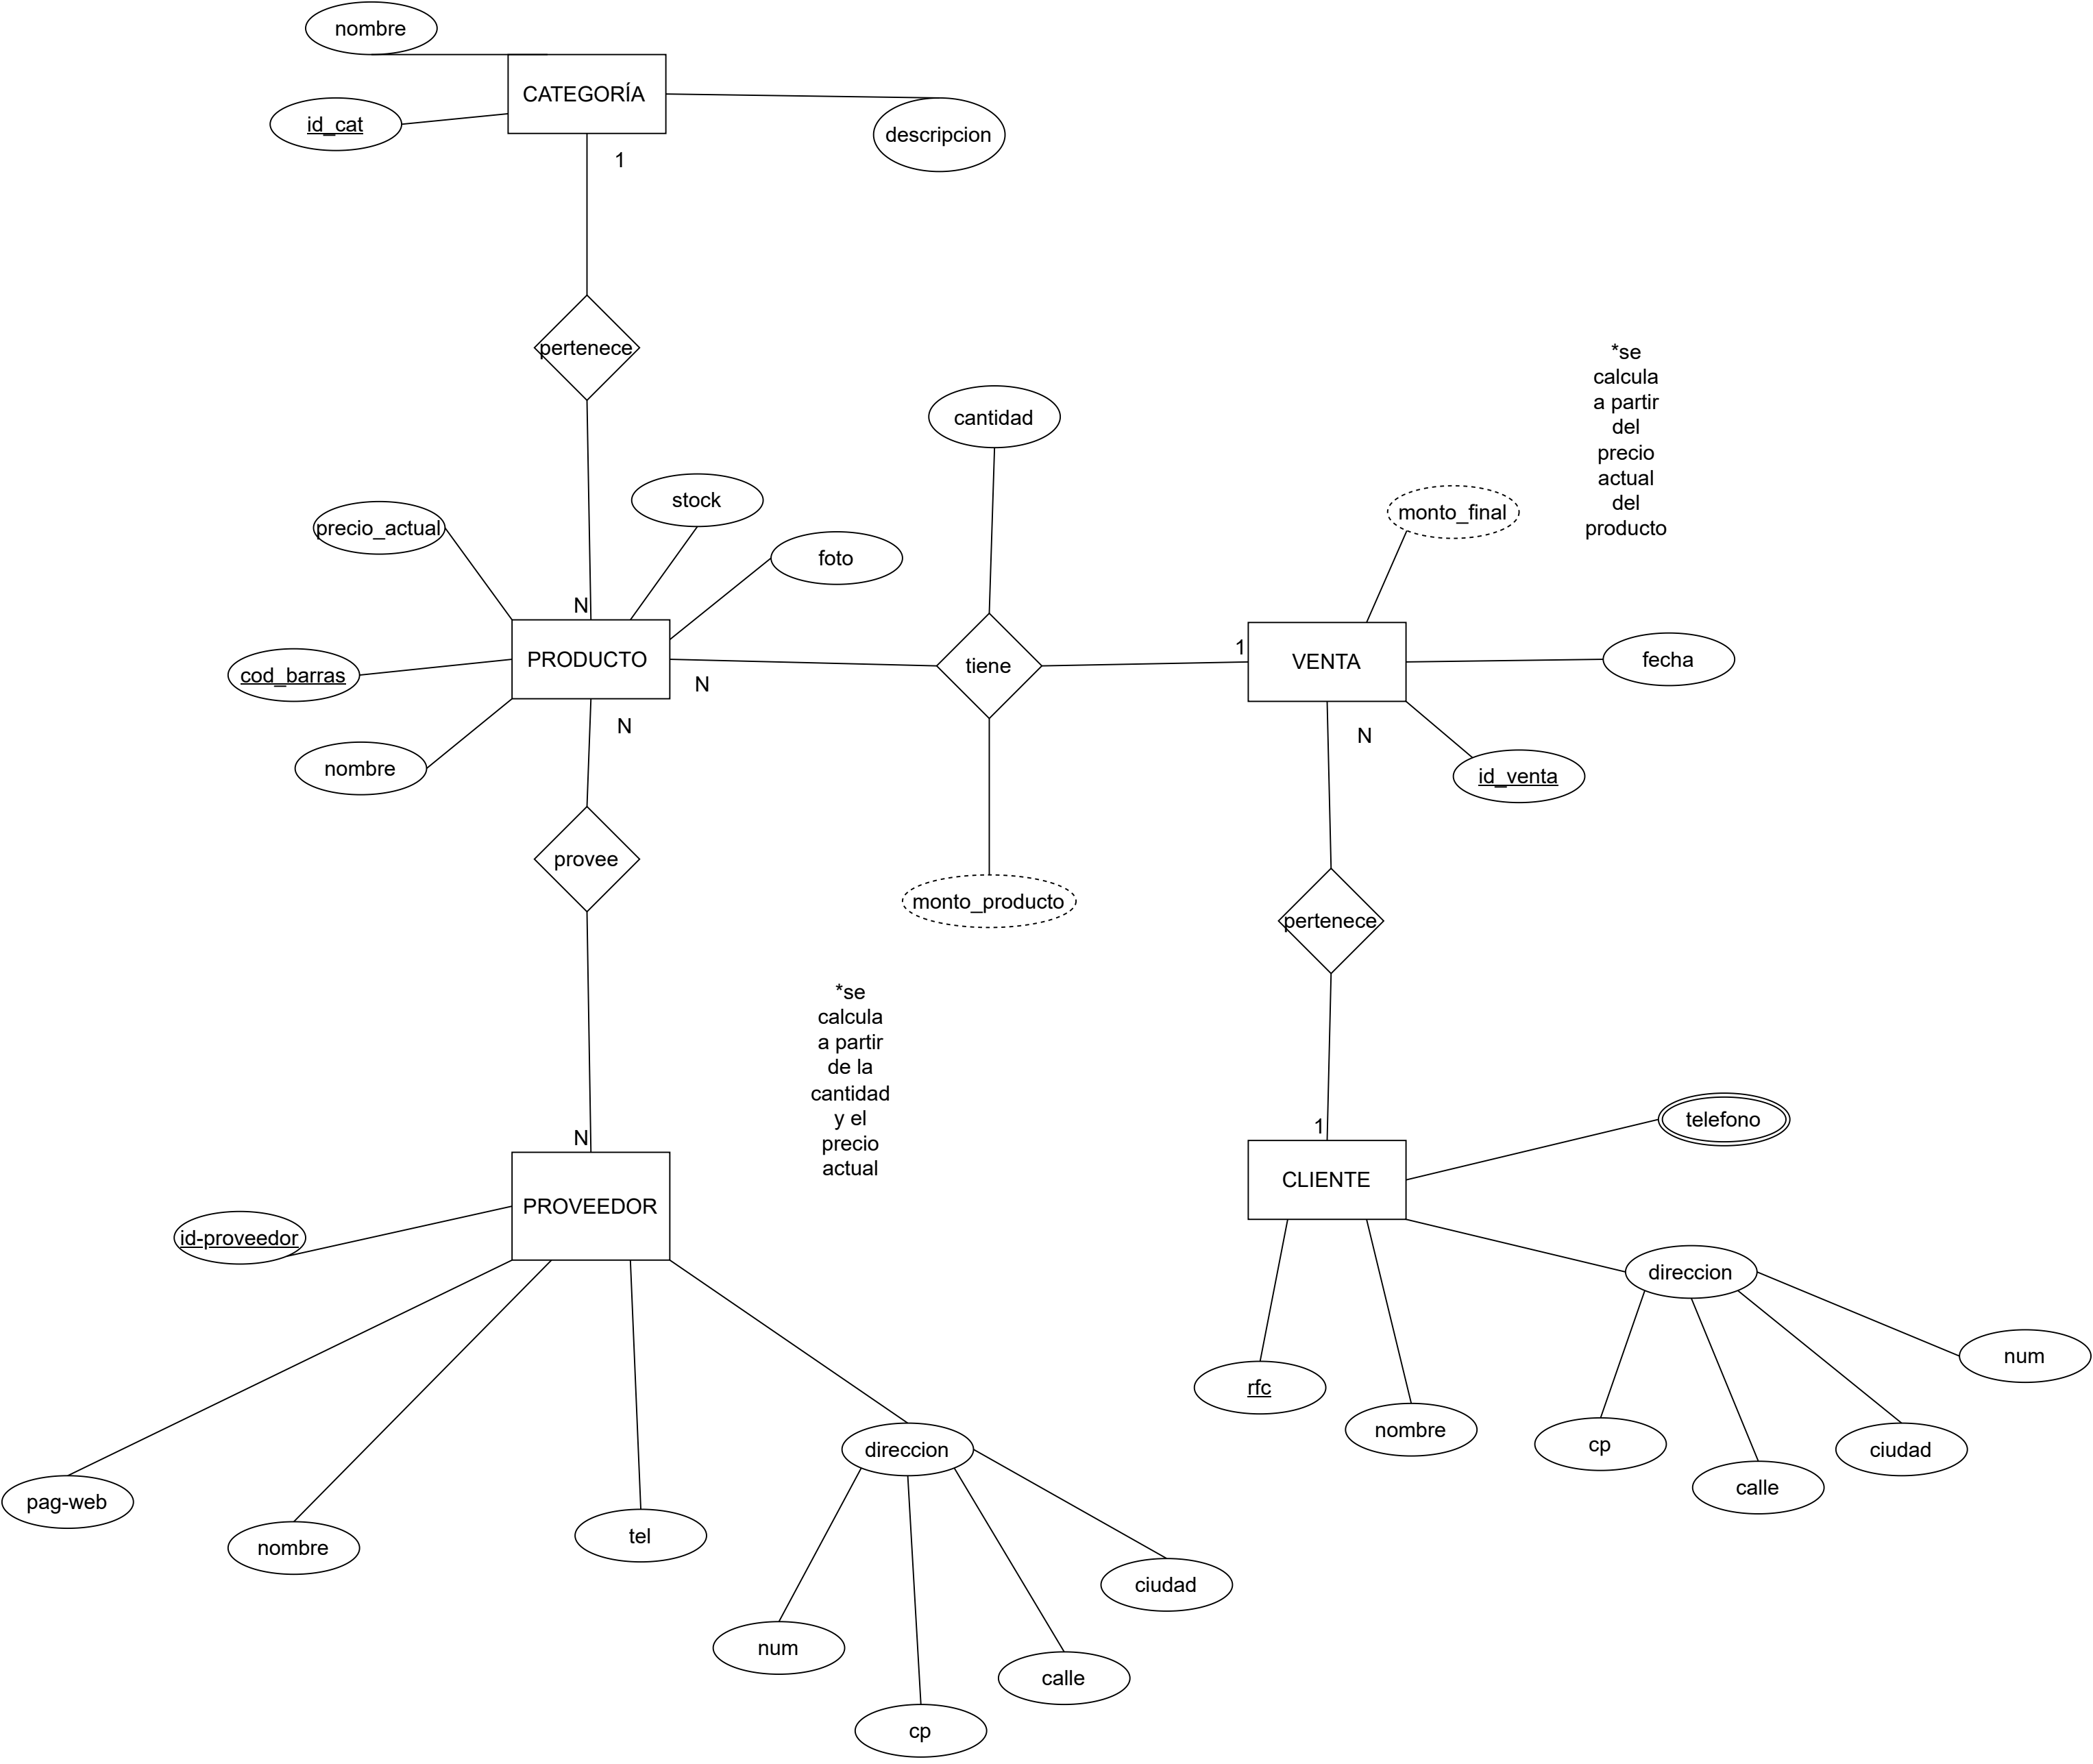 nombre
CATEGORÍA
id_cat
descripcion
1
pertenece
*se
calcula
a partir
del
precio
actual
del
producto
cantidad
stock
monto_final
precio_actual
foto
N
PRODUCTO
tiene
1
VENTA
fecha
cod_barras
N
N
N
nombre
id_venta
provee
monto_producto
pertenece
*se
calcula
a partir
de la
cantidad
y el
precio
actual
N
1
telefono
PROVEEDOR
CLIENTE
id-proveedor
direccion
num
rfc
nombre
cp
ciudad
calle
direccion
pag-web
nombre
tel
ciudad
num
calle
cp